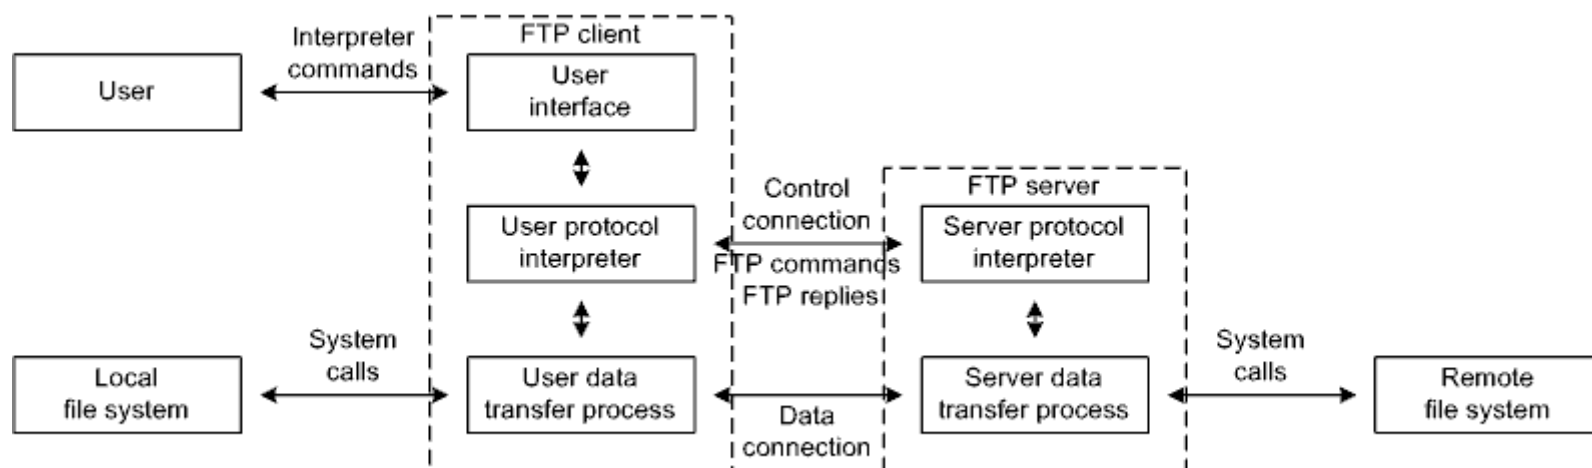 Interpreter
commands
FTP client
User
User
interface
Control
connection
FTP server
User protocol
interpreter
FTP commands
FTP replies
Server protocol
interpreter
System
calls
System
calls
Local
file system
User data
transfer process
Data
connection
Server data
transfer process
Remote
file system